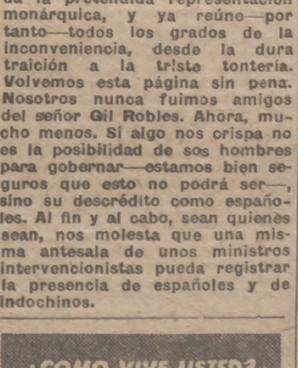 da la pretendida representación
monárquica, y ya reúne—por
tanto—todos los grados de la
inconveniencia, desde la dura
traición a la triste tontería.
Volvemos esta página sin pena.
Nosotros nunca fuimos amigos
del señor Gil Robles. Ahora, mu-
cho menos. Si algo nos crispa no
es la posibilidad de sos hombres
para gobernar—estamos bien se-
guros que esto no podrá ser—,
sino su descrédito como españo-
les. Al fin y al cabo, sean quienes
sean, nos molesta que una mis-
ma antesala de unos ministros
intervencionistas pueda registrar
la presencia de españoles y de
indochinos.
¿COMO VIVE USTED?